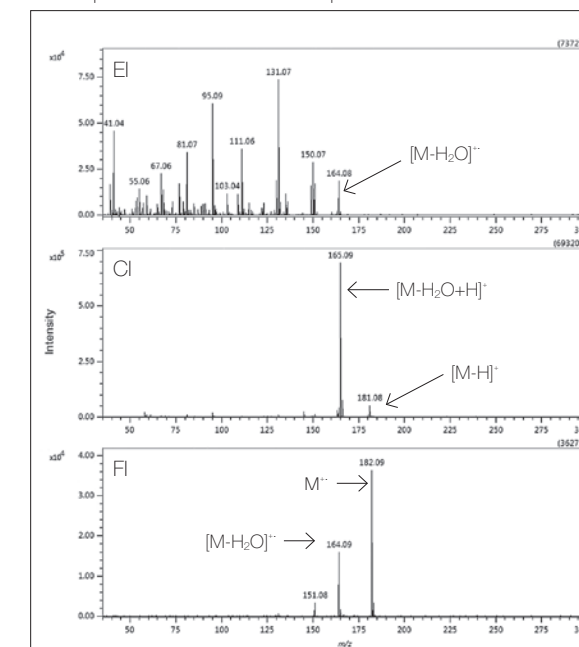 (7372
x10⁶
EI
7.50
5.00
2.50
0.00
41.04
55.06
67.06
81.07
95.09
103.04
111.06
131.07
150.07
164.08
[M-H₂O]⁺·
50 75 100 125 150 175 200 225 250 275 30
(69320
x10⁵
CI
7.50
5.00
2.50
0.00
165.09
[M-H₂O+H]⁺
181.08
[M-H]⁺
50 75 100 125 150 175 200 225 250 275 30
Intensity
(3627
FI
4.00
3.00
2.00
1.00
0.00
182.09
M⁺·
[M-H₂O]⁺·
164.09
151.08
50 75 100 125 150 175 200 225 250 275 30
m/z